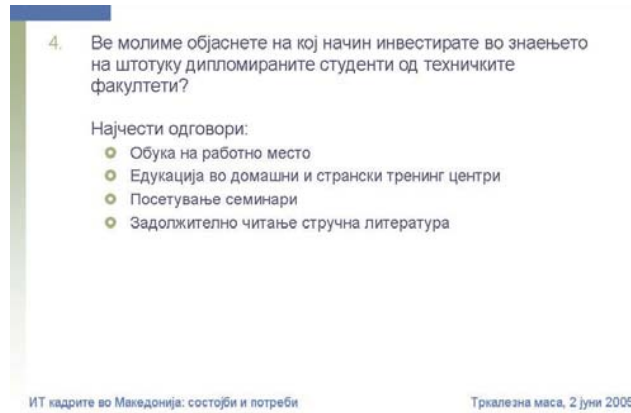 4. Ве молиме објаснете на кој начин инвестирате во знаењето
на штотуку дипломираните студенти од техничките
факултети?
Најчести одговори:
Обука на работно место
Едукација во домашни и странски тренинг центри
Посетување семинари
Задолжително читање стручна литература
ИТ кадрите во Македонија: состојби и потреби
Тркалезна маса, 2 јуни 2005